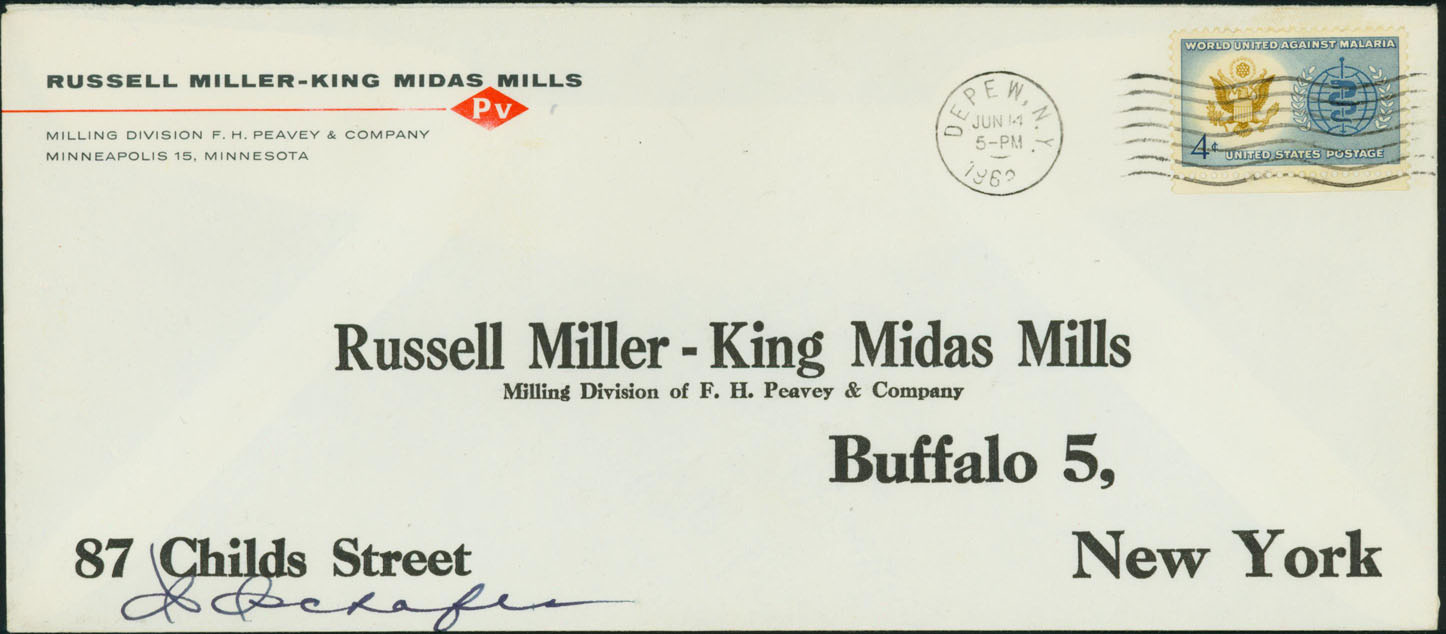 RUSSELL MILLER-KING MIDAS MILLS
Pv
MILLING DIVISION F. H. PEAVEY & COMPANY
MINNEAPOLIS 15, MINNESOTA
DEPEW, N.Y.
JUN 14
5-PM
1962
WORLD UNITED AGAINST MALARIA
4¢ UNITED STATES POSTAGE
Russell Miller - King Midas Mills
Milling Division of F. H. Peavey & Company
Buffalo 5,
New York
87 Childs Street